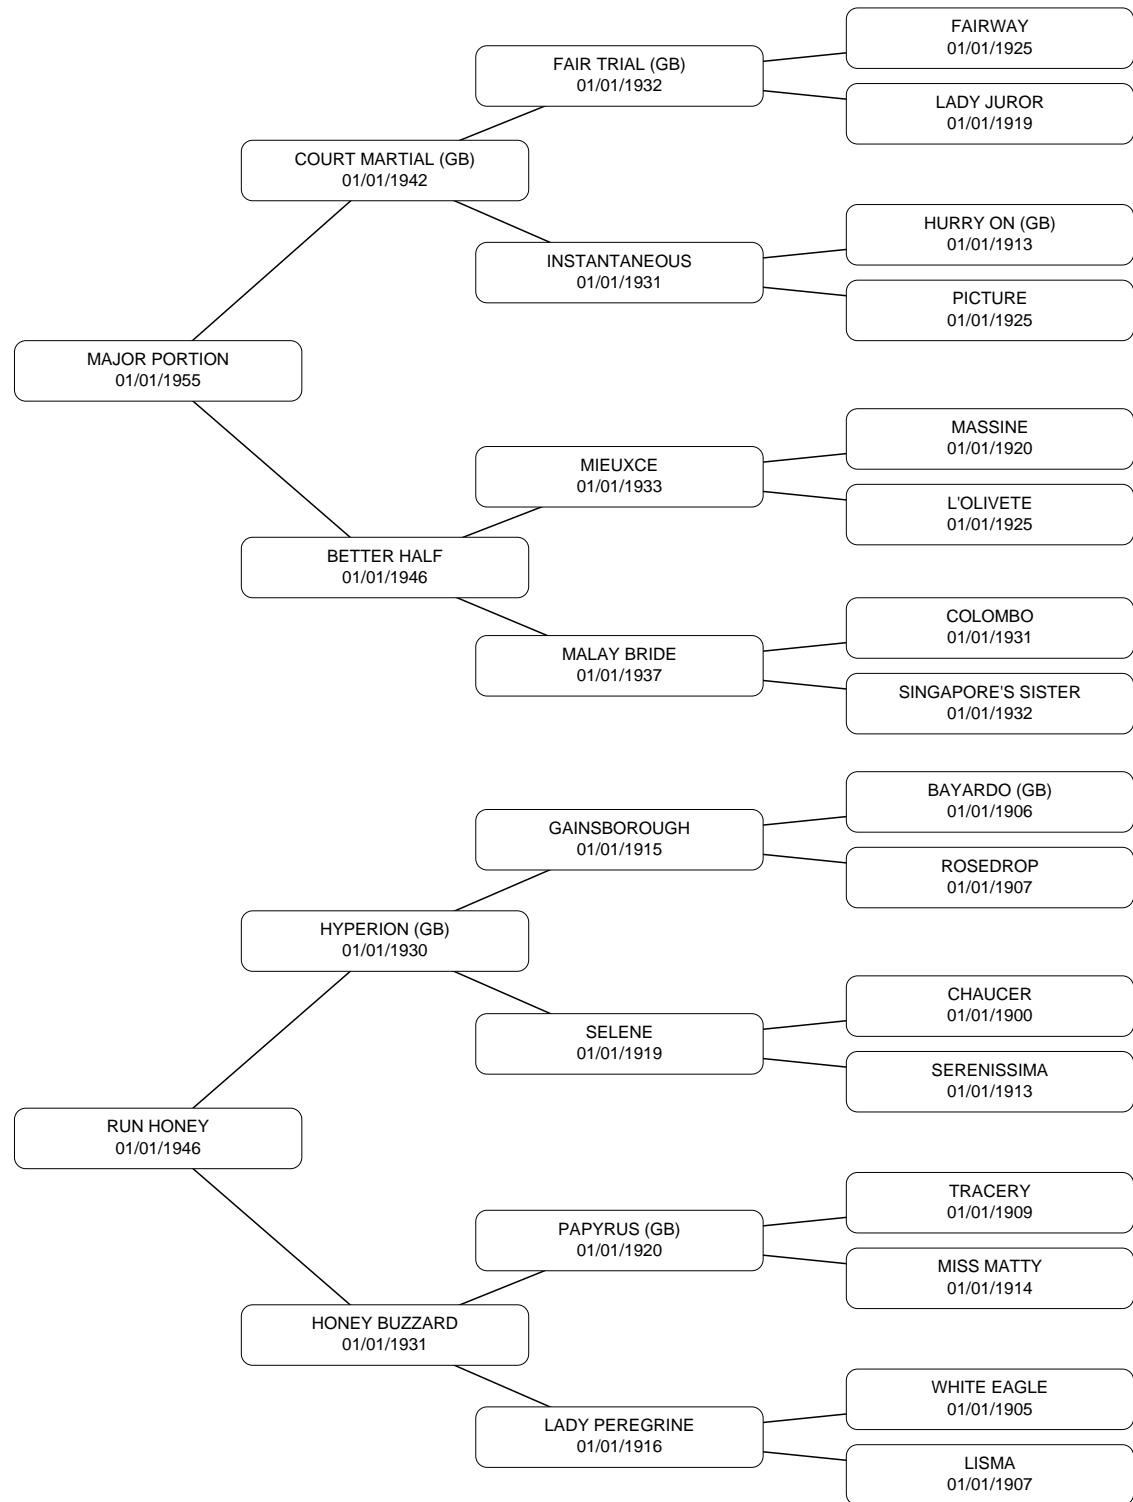 FAIRWAY
01/01/1925
FAIR TRIAL (GB)
01/01/1932
LADY JUROR
01/01/1919
COURT MARTIAL (GB)
01/01/1942
HURRY ON (GB)
01/01/1913
INSTANTANEOUS
01/01/1931
PICTURE
01/01/1925
MAJOR PORTION
01/01/1955
MASSINE
01/01/1920
MIEUXCE
01/01/1933
L'OLIVETE
01/01/1925
BETTER HALF
01/01/1946
COLOMBO
01/01/1931
MALAY BRIDE
01/01/1937
SINGAPORE'S SISTER
01/01/1932
BAYARDO (GB)
01/01/1906
GAINSBOROUGH
01/01/1915
ROSEDROP
01/01/1907
HYPERION (GB)
01/01/1930
CHAUCER
01/01/1900
SELENE
01/01/1919
SERENISSIMA
01/01/1913
RUN HONEY
01/01/1946
TRACERY
01/01/1909
PAPYRUS (GB)
01/01/1920
MISS MATTY
01/01/1914
HONEY BUZZARD
01/01/1931
WHITE EAGLE
01/01/1905
LADY PEREGRINE
01/01/1916
LISMA
01/01/1907